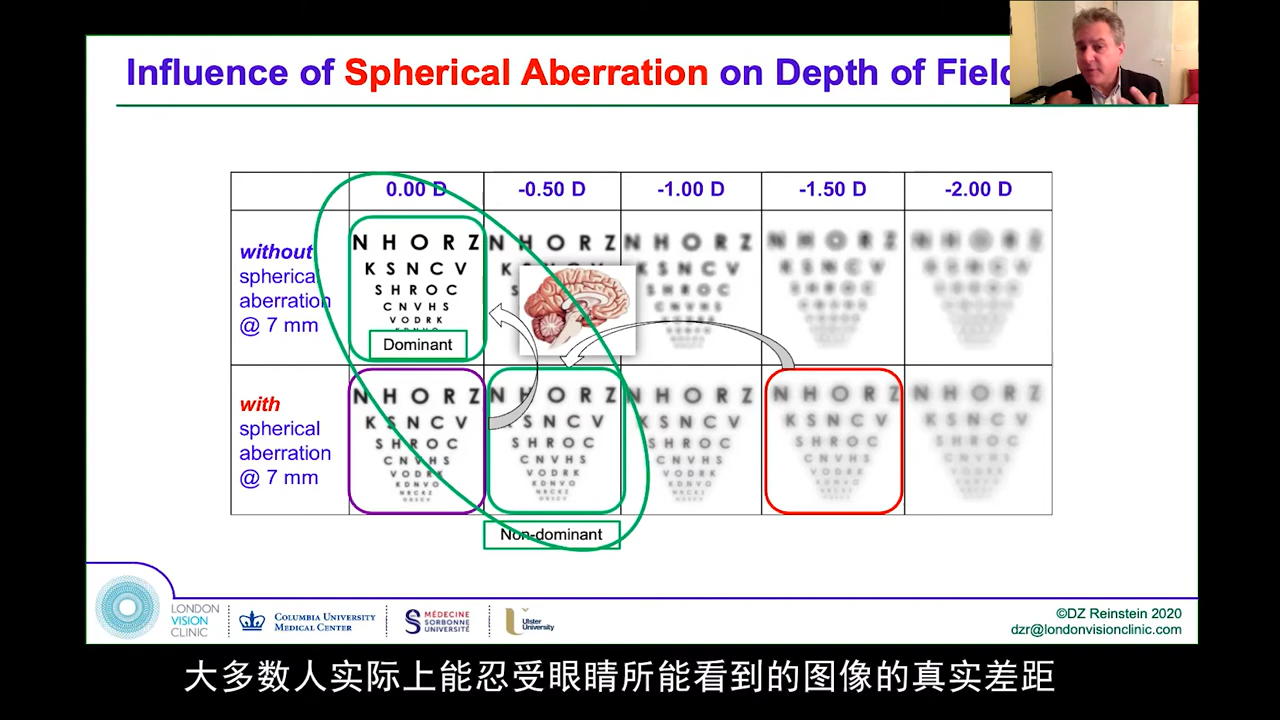 Influence of Spherical Aberration on Depth of Field
0.00 D
-0.50 D
-1.00 D
-1.50 D
-2.00 D
without
spherical
aberration
@ 7 mm
N H O R Z
K S N C V
S H R O C
C N V H S
V O D R K
Dominant
N H O R Z
K
S
N H O R Z
K S N C V
S H R O C
N H O R Z
K S N C V
with
spherical
aberration
@ 7 mm
N H O R Z
K S N C V
S H R O C
C N V H S
V O D R K
K D N V O
N H O R Z
S N C V
S H R O C
C N V H S
V O D R K
K D N V O
N H O R Z
K S N C V
S H R O C
C N V H S
V O D R K
N H O R Z
K S N C V
S H R O C
C N V H S
N H O R Z
K S N C V
S H R O C
Non-dominant
LONDON
VISION
CLINIC
COLUMBIA UNIVERSITY
MEDICAL CENTER
MÉDECINE
SORBONNE
UNIVERSITÉ
Ulster
University
©DZ Reinstein 2020
dzr@londonvisionclinic.com
大多数人实际上能忍受眼睛所能看到的图像的真实差距